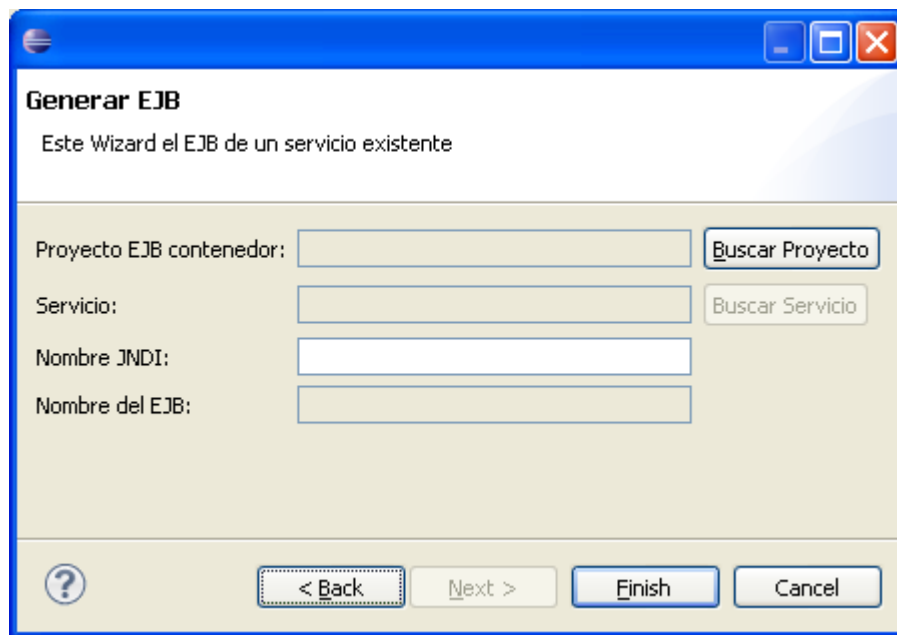 Generar EJB
Este Wizard el EJB de un servicio existente
Proyecto EJB contenedor: Buscar Proyecto
Servicio: Buscar Servicio
Nombre JNDI:
Nombre del EJB:
? < Back Next > Finish Cancel